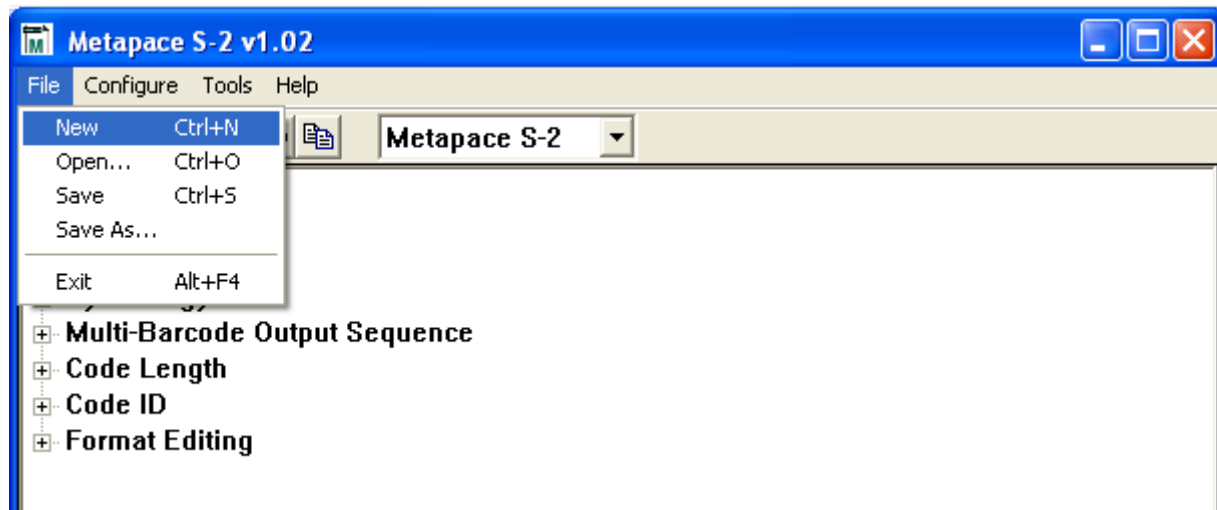 Metapace S-2 v1.02
File Configure Tools Help
New Ctrl+N
Metapace S-2
Open... Ctrl+O
Save Ctrl+S
Save As...
Exit Alt+F4
Multi-Barcode Output Sequence
Code Length
Code ID
Format Editing